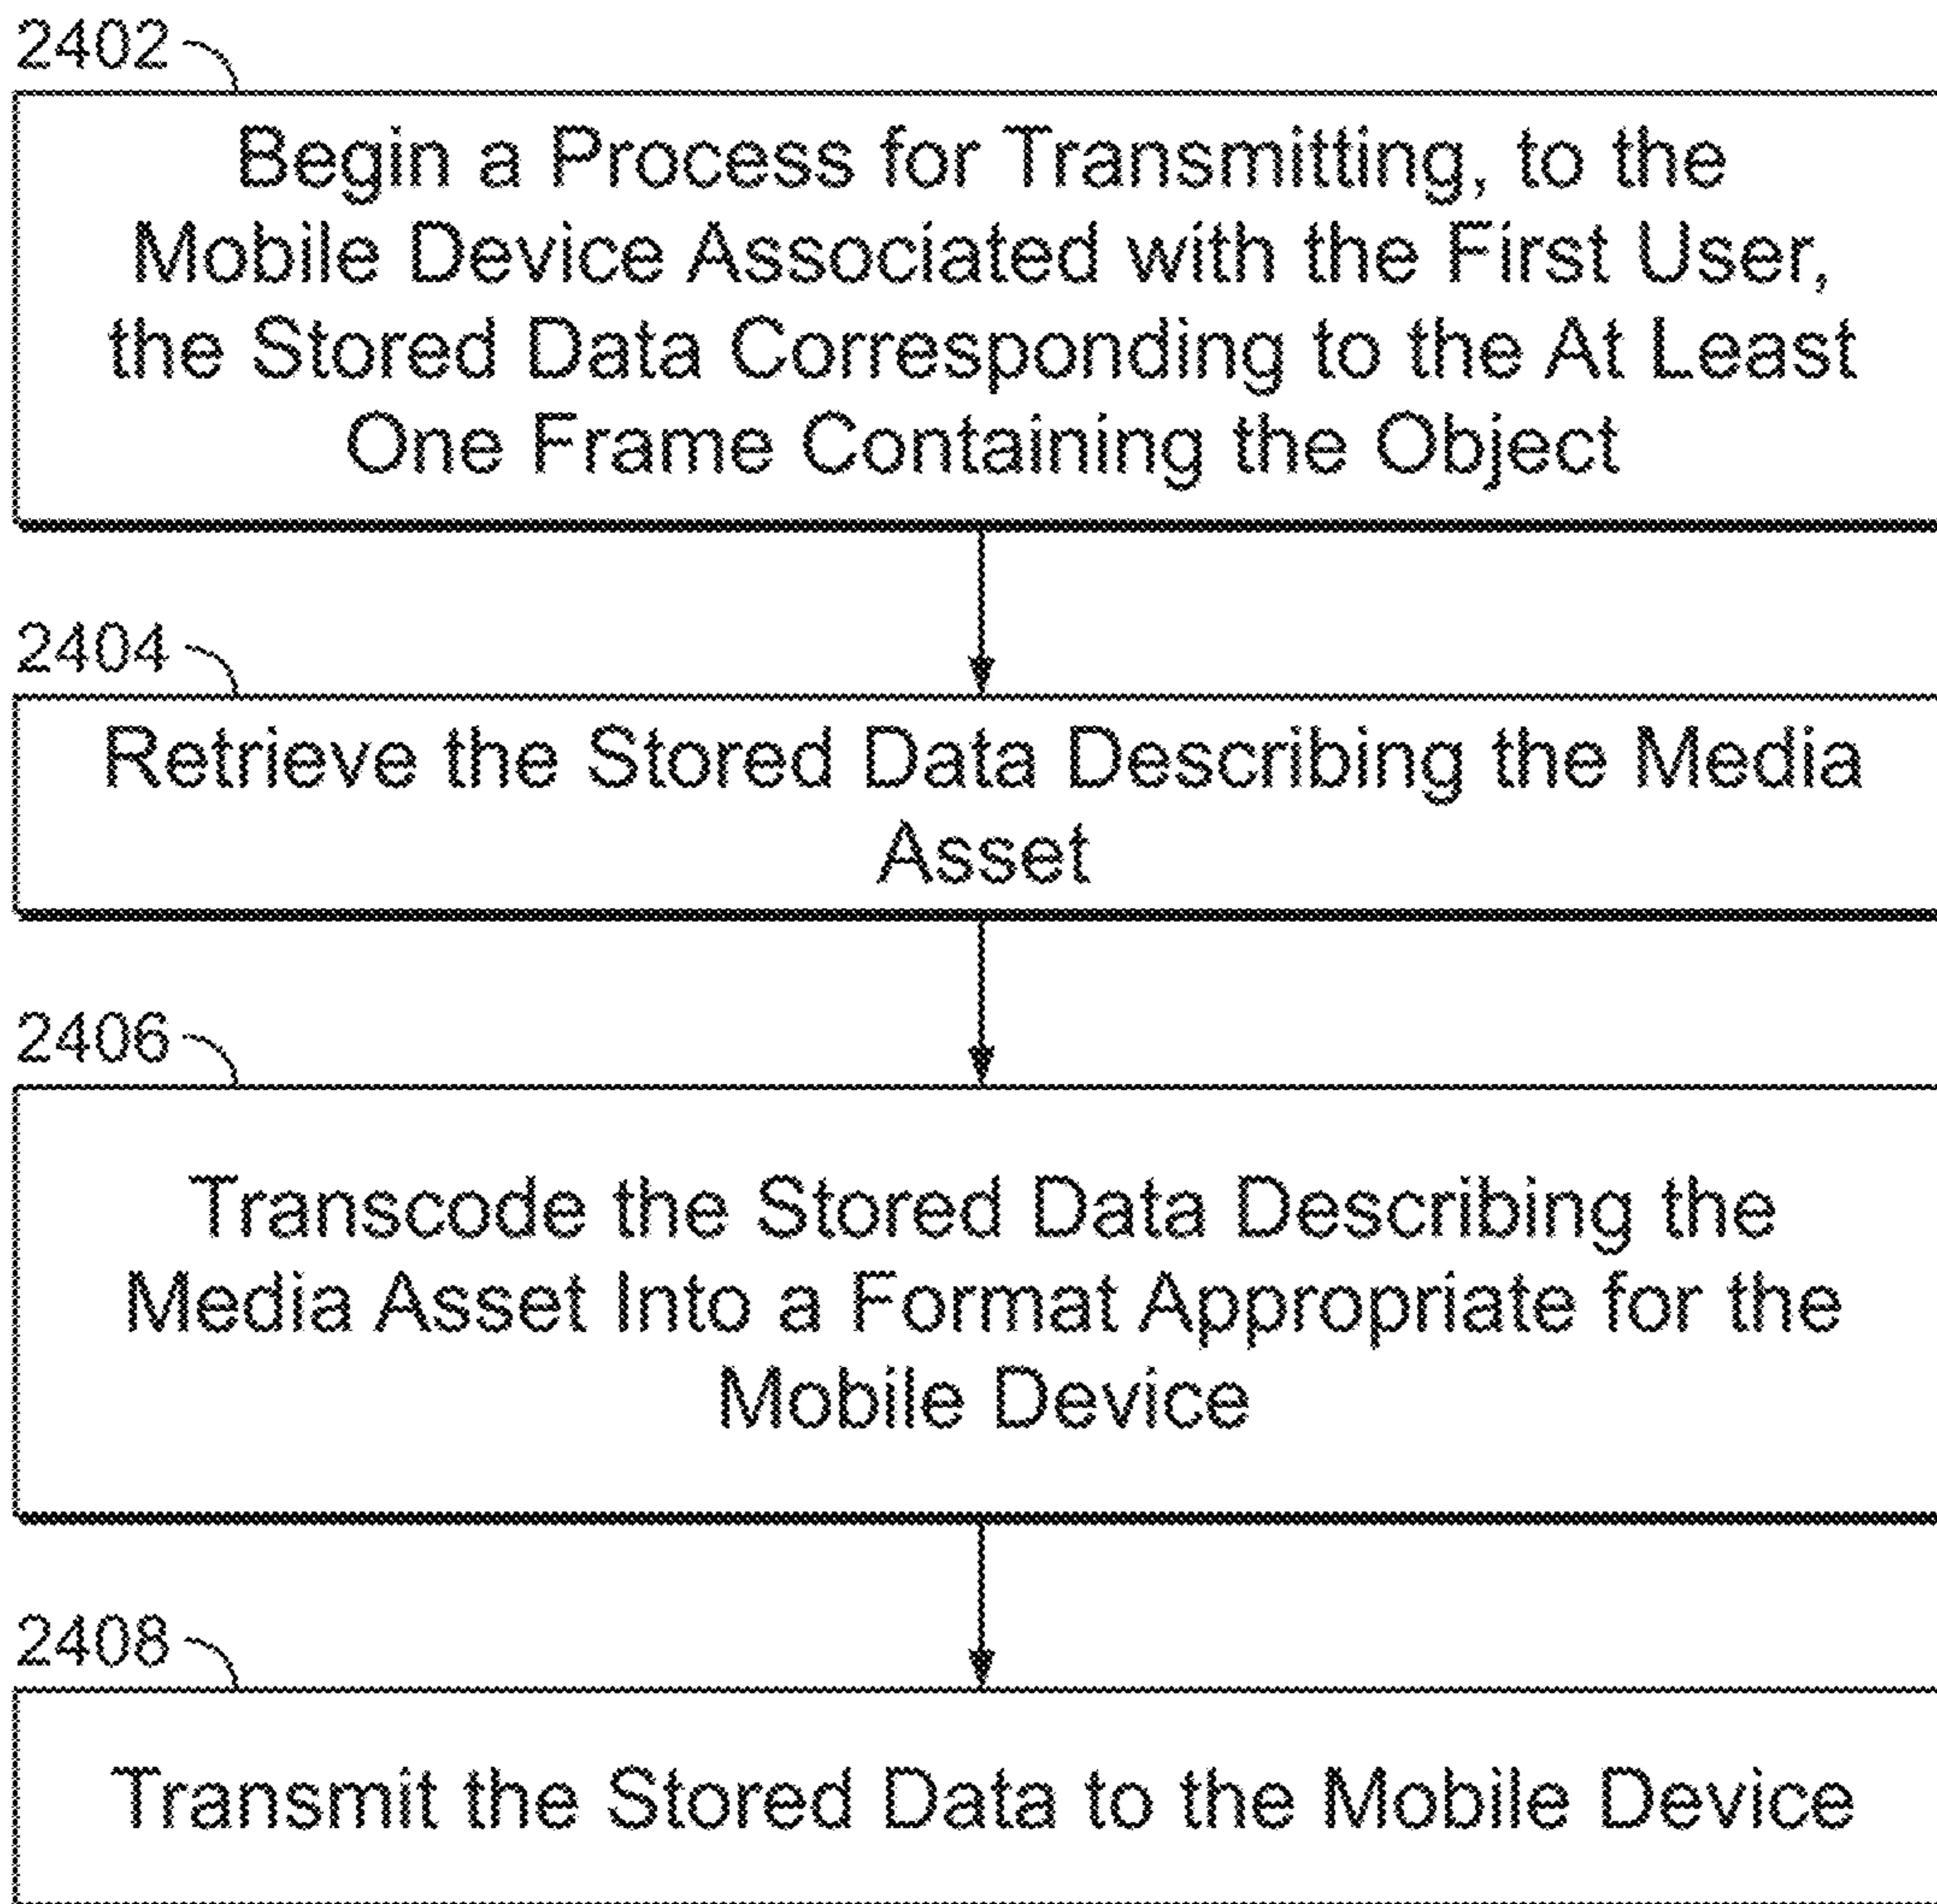 2402
Begin a Process for Transmitting, to the
Mobile Device Associated with the First User,
the Stored Data Corresponding to the At Least
One Frame Containing the Object
2404
Retrieve the Stored Data Describing the Media
Asset
2406
Transcode the Stored Data Describing the
Media Asset Into a Format Appropriate for the
Mobile Device
2408
Transmit the Stored Data to the Mobile Device